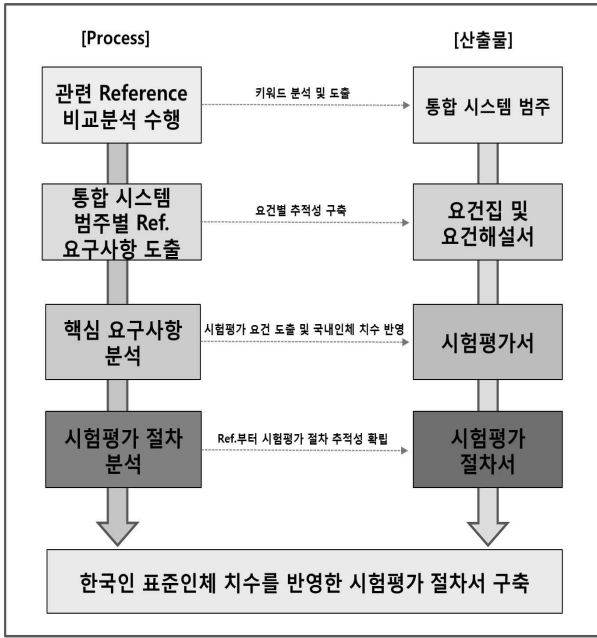 [Process]
[산출물]
관련 Reference
비교분석 수행
키워드 분석 및 도출
통합 시스템 범주
통합 시스템
범주별 Ref.
요구사항 도출
요건별 추적성 구축
요건집 및
요건해설서
핵심 요구사항
분석
시험평가 요건 도출 및 국내인체 치수 반영
시험평가서
시험평가 절차
분석
Ref.부터 시험평가 절차 추적성 확립
시험평가
절차서
한국인 표준인체 치수를 반영한 시험평가 절차서 구축